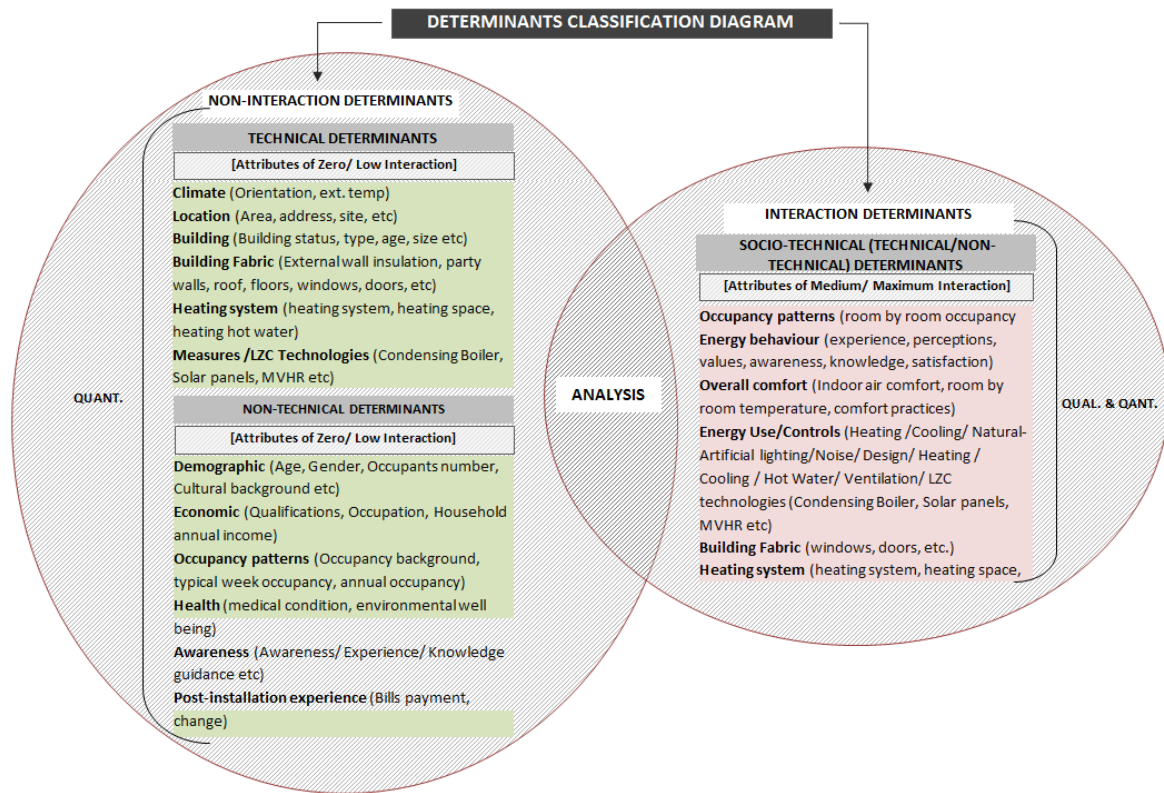 DETERMINANTS CLASSIFICATION DIAGRAM
NON-INTERACTION DETERMINANTS
TECHNICAL DETERMINANTS
[Attributes of Zero/ Low Interaction]
Climate (Orientation, ext. temp)
Location (Area, address, site, etc)
Building (Building status, type, age, size etc)
Building Fabric (External wall insulation, party
walls, roof, floors, windows, doors, etc)
Heating system (heating system, heating space,
heating hot water)
Measures /LZC Technologies (Condensing Boiler,
Solar panels, MVHR etc)
QUANT.
NON-TECHNICAL DETERMINANTS
[Attributes of Zero/ Low Interaction]
Demographic (Age, Gender, Occupants number,
Cultural background etc)
Economic (Qualifications, Occupation, Household
annual income)
Occupancy patterns (Occupancy background,
typical week occupancy, annual occupancy)
Health (medical condition, environmental well
being)
Awareness (Awareness/ Experience/ Knowledge
guidance etc)
Post-installation experience (Bills payment,
change)
ANALYSIS
INTERACTION DETERMINANTS
SOCIO-TECHNICAL (TECHNICAL/NON-
TECHNICAL) DETERMINANTS
[Attributes of Medium/ Maximum Interaction]
Occupancy patterns (room by room occupancy
Energy behaviour (experience, perceptions,
values, awareness, knowledge, satisfaction)
Overall comfort (Indoor air comfort, room by
room temperature, comfort practices)
Energy Use/Controls (Heating /Cooling/ Natural-
Artificial lighting/Noise/ Design/ Heating /
Cooling / Hot Water/ Ventilation/ LZC
technologies (Condensing Boiler, Solar panels,
MVHR etc)
Building Fabric (windows, doors, etc.)
Heating system (heating system, heating space,
QUAL. & QANT.